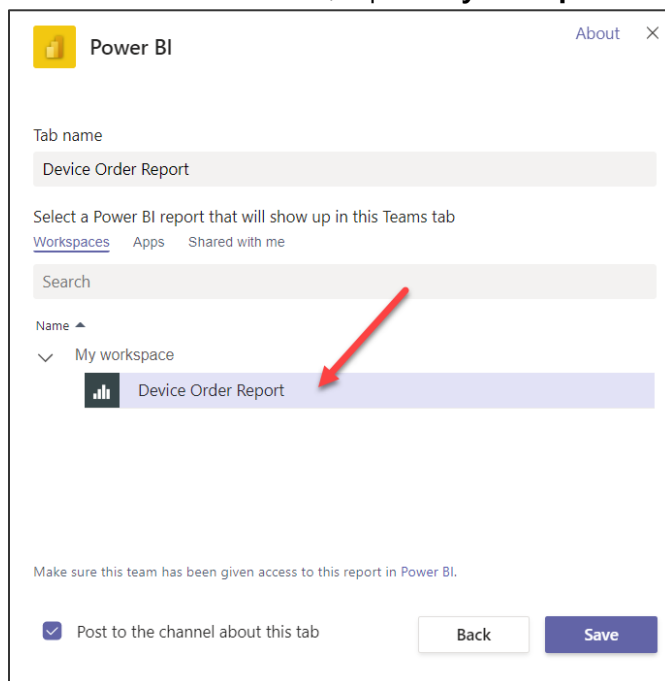 Power BI
About
Tab name
Device Order Report
Select a Power BI report that will show up in this Teams tab
Workspaces Apps Shared with me
Search
Name
My workspace
Device Order Report
Make sure this team has been given access to this report in Power BI.
Post to the channel about this tab
Back
Save